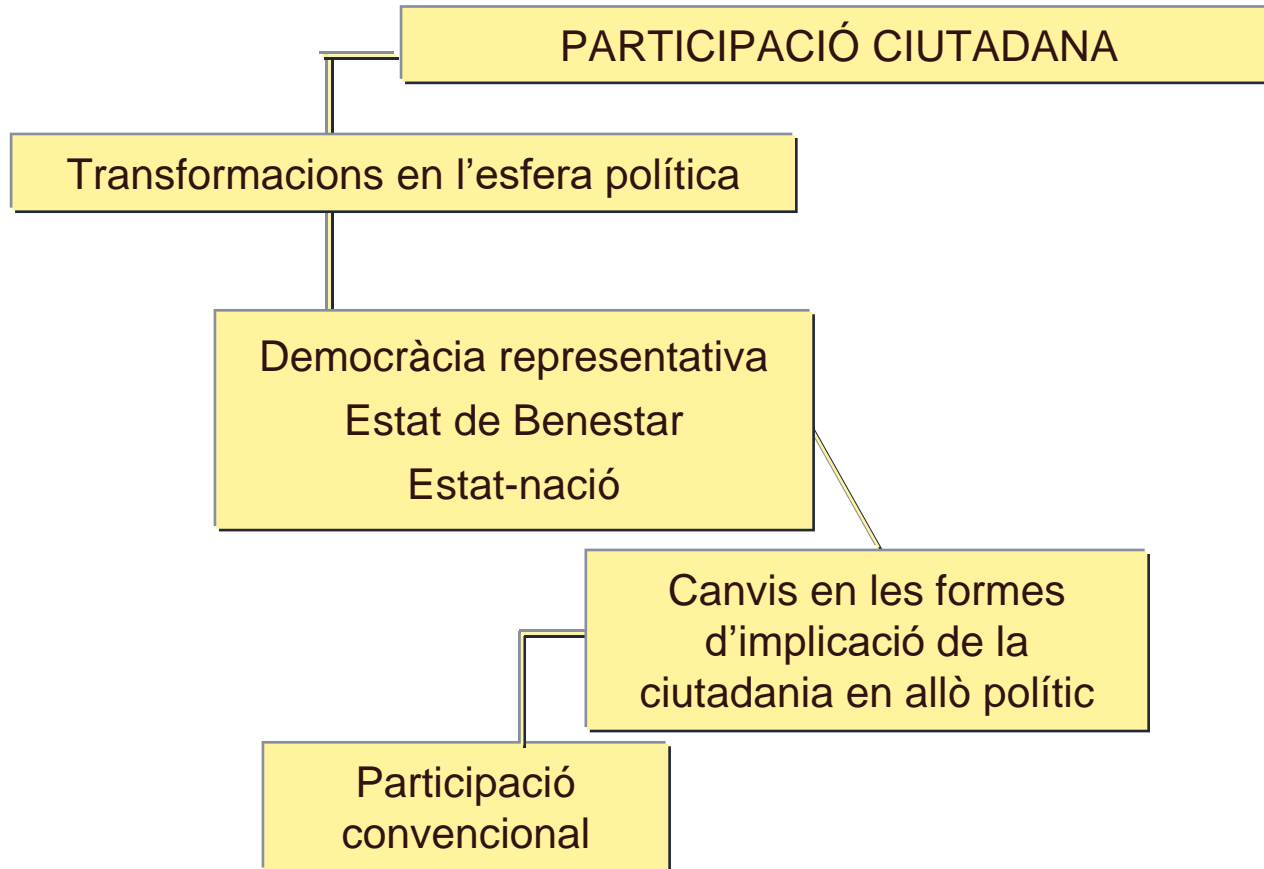 PARTICIPACIÓ CIUTADANA
Transformacions en l’esfera política
Democràcia representativa
Estat de Benestar
Estat-nació
Canvis en les formes
d’implicació de la
ciutadania en allò polític
Participació
convencional